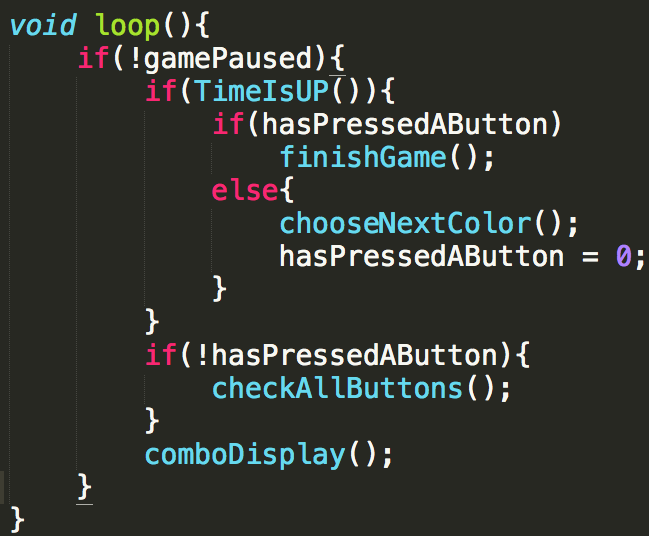 void loop(){
    if(!gamePaused){
        if(TimeIsUP()){
            if(hasPressedAButton)
                finishGame();
            else{
                chooseNextColor();
                hasPressedAButton = 0;
            }
        }
        if(!hasPressedAButton){
            checkAllButtons();
        }
        comboDisplay();
    }
}